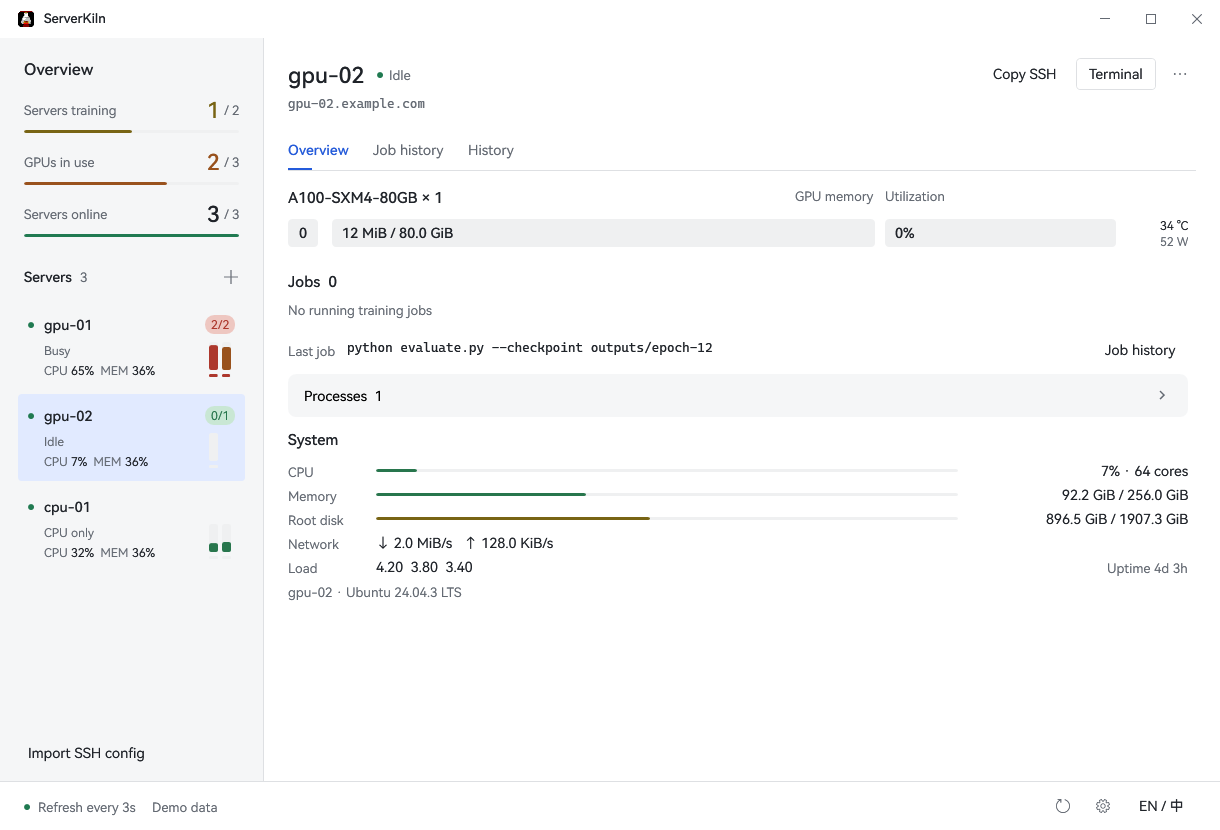 ServerKiln
Overview
Servers training 1 / 2
GPUs in use 2 / 3
Servers online 3 / 3
Servers 3
gpu-01 2/2
Busy
CPU 65% MEM 36%
gpu-02 0/1
Idle
CPU 7% MEM 36%
cpu-01
CPU only
CPU 32% MEM 36%
Import SSH config
gpu-02 Idle
Copy SSH Terminal ···
gpu-02.example.com
Overview Job history History
A100-SXM4-80GB × 1 GPU memory Utilization
0 12 MiB / 80.0 GiB 0% 34 °C
52 W
Jobs 0
No running training jobs
Last job python evaluate.py --checkpoint outputs/epoch-12 Job history
Processes 1
System
CPU 7% · 64 cores
Memory 92.2 GiB / 256.0 GiB
Root disk 896.5 GiB / 1907.3 GiB
Network ↓ 2.0 MiB/s ↑ 128.0 KiB/s
Load 4.20 3.80 3.40 Uptime 4d 3h
gpu-02 · Ubuntu 24.04.3 LTS
Refresh every 3s Demo data EN / 中